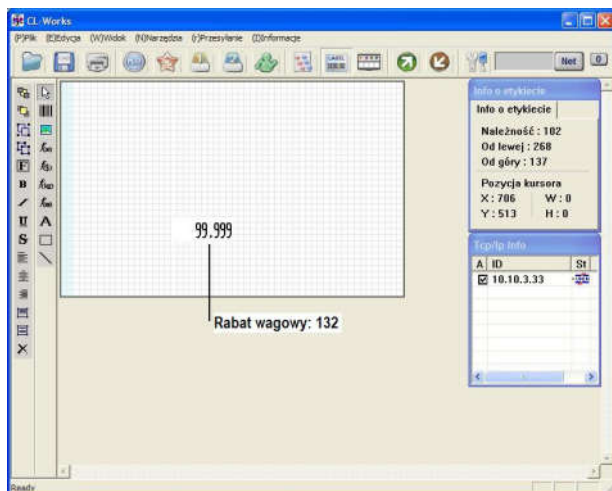 CL-Works
(P)Plik (E)Edycja (W)Widok (N)Narzędzia (r)Przesyłanie (I)Informacje
LABEL
Net
0
F
B
U
S
A
Info o etykiecie
Info o etykiecie
Należność : 102
Od lewej : 268
Od góry : 137
Pozycja kursora
X : 706 W : 0
Y : 513 H : 0
99.999
Rabat wagowy: 132
Tcp/Ip Info
A ID St
10.10.3.33
Ready